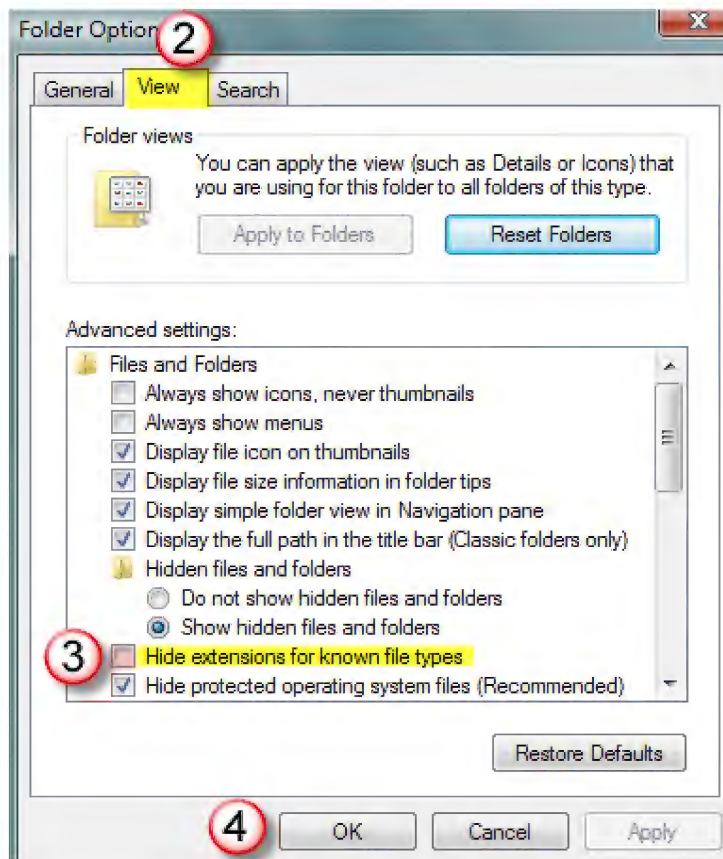 Folder Option
2
General View Search
Folder views
You can apply the view (such as Details or Icons) that
you are using for this folder to all folders of this type.
Apply to Folders Reset Folders
Advanced settings:
Files and Folders
Always show icons, never thumbnails
Always show menus
Display file icon on thumbnails
Display file size information in folder tips
Display simple folder view in Navigation pane
Display the full path in the title bar (Classic folders only)
Hidden files and folders
Do not show hidden files and folders
Show hidden files and folders
3 Hide extensions for known file types
Hide protected operating system files (Recommended)
Restore Defaults
4 OK Cancel Apply